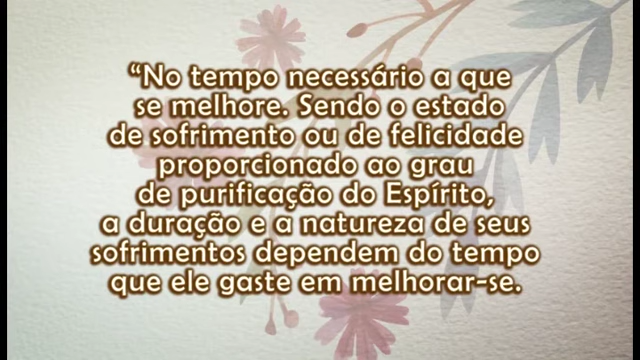 “No tempo necessário a que
se melhore. Sendo o estado
de sofrimento ou de felicidade
proporcionado ao grau
de purificação do Espírito,
a duração e a natureza de seus
sofrimentos dependem do tempo
que ele gaste em melhorar-se.